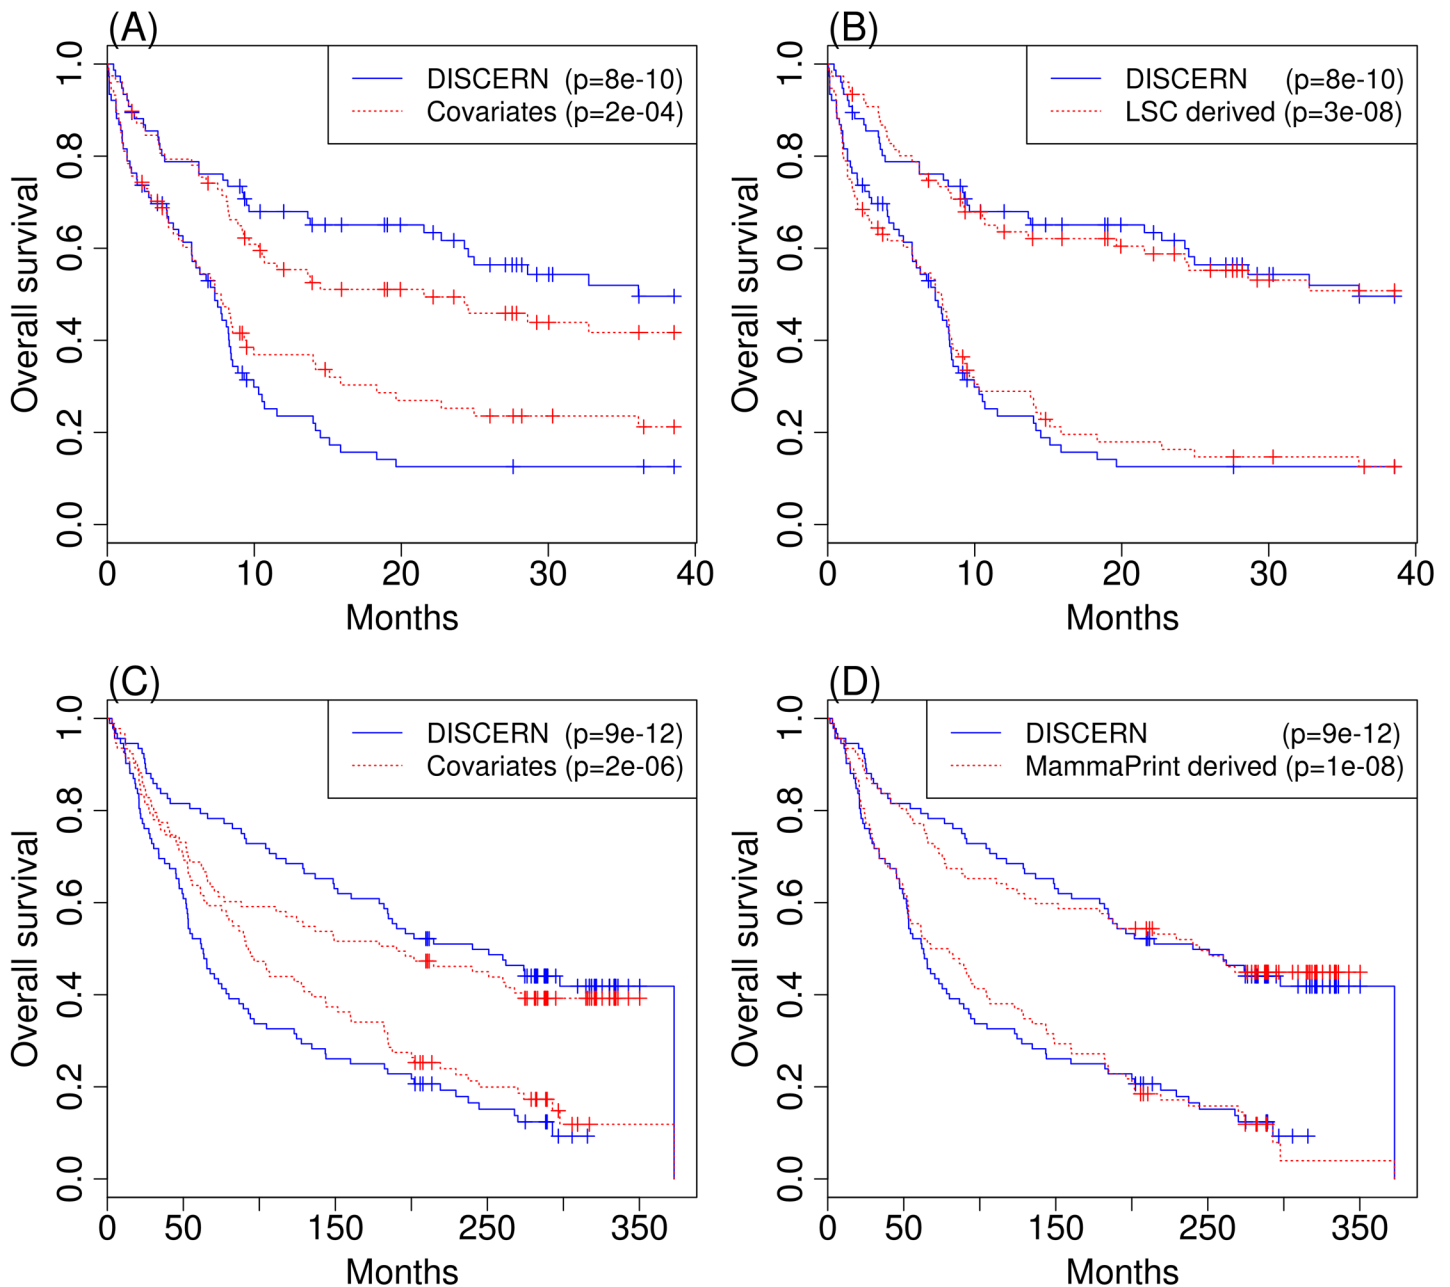 (A)
DISCERN (p=8e-10)
Covariates (p=2e-04)
Overall survival
0.0 0.2 0.4 0.6 0.8 1.0
0 10 20 30 40
Months
(B)
DISCERN (p=8e-10)
LSC derived (p=3e-08)
Overall survival
0.0 0.2 0.4 0.6 0.8 1.0
0 10 20 30 40
Months
(C)
DISCERN (p=9e-12)
Covariates (p=2e-06)
Overall survival
0.0 0.2 0.4 0.6 0.8 1.0
0 50 150 250 350
Months
(D)
DISCERN (p=9e-12)
MammaPrint derived (p=1e-08)
Overall survival
0.0 0.2 0.4 0.6 0.8 1.0
0 50 150 250 350
Months